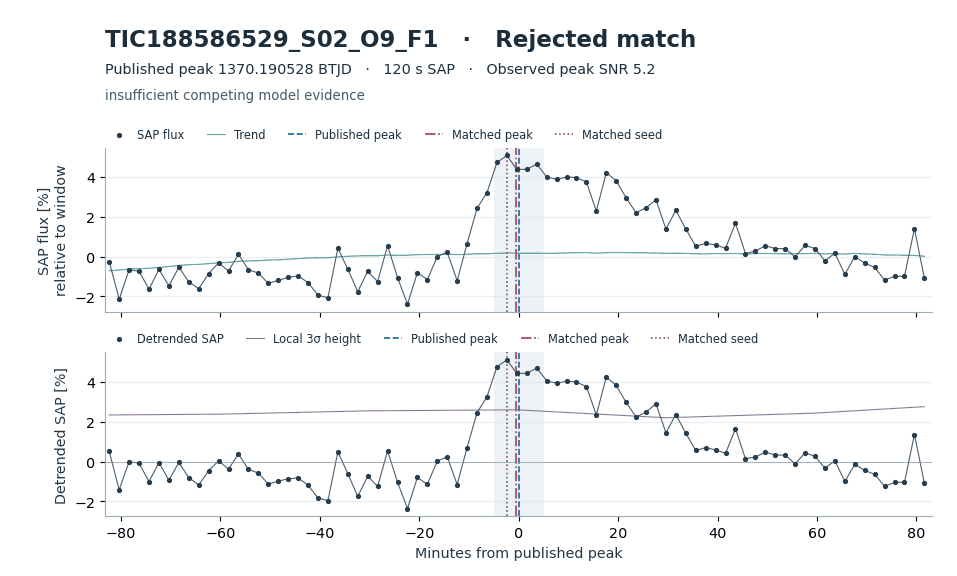 TIC188586529_S02_O9_F1 · Rejected match
Published peak 1370.190528 BTJD · 120 s SAP · Observed peak SNR 5.2
insufficient competing model evidence
SAP flux Trend Published peak Matched peak Matched seed
SAP flux [%]
relative to window
4
2
0
−2
Detrended SAP Local 3σ height Published peak Matched peak Matched seed
Detrended SAP [%]
4
2
0
−2
−80 −60 −40 −20 0 20 40 60 80
Minutes from published peak